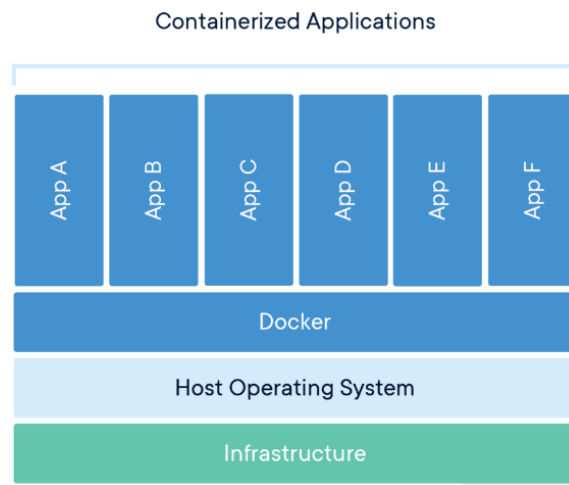 Containerized Applications
App A
App B
App C
App D
App E
App F
Docker
Host Operating System
Infrastructure